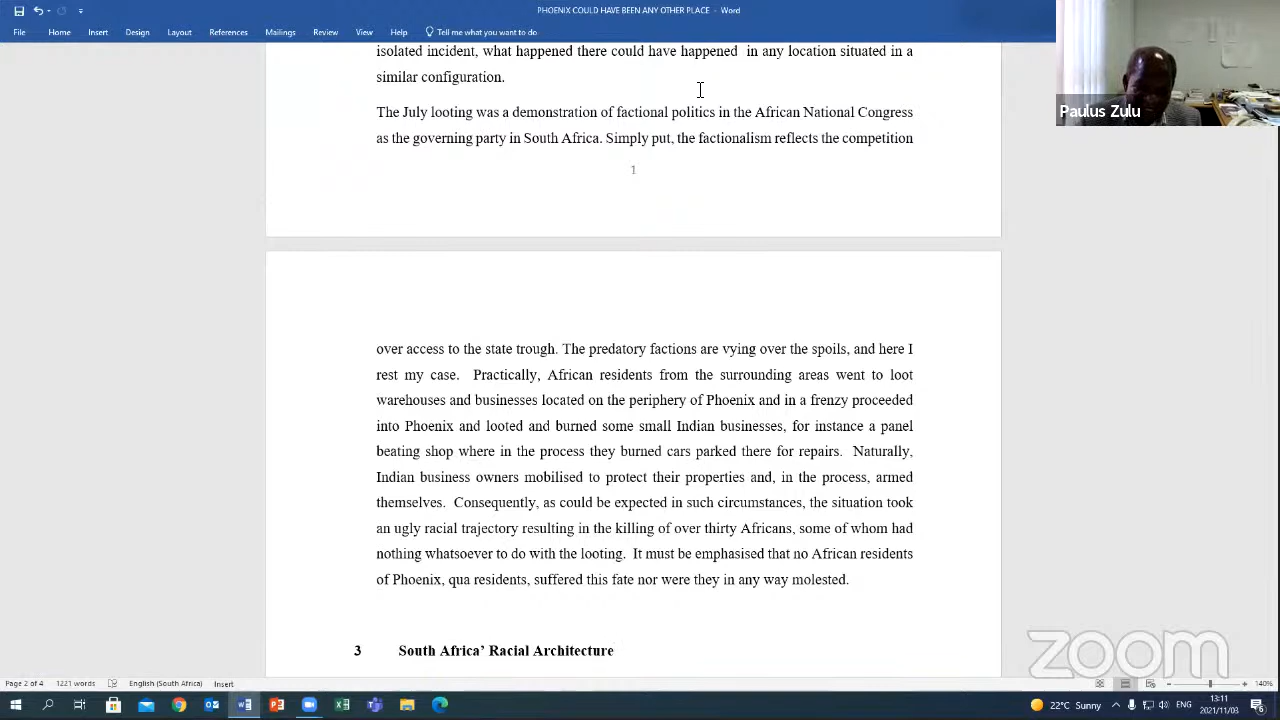 PHOENIX COULD HAVE BEEN ANY OTHER PLACE - Word
File Home Insert Design Layout References Mailings Review View Help Tell me what you want to do
Paulus Zulu
isolated incident, what happened there could have happened in any location situated in a
similar configuration.
The July looting was a demonstration of factional politics in the African National Congress
as the governing party in South Africa. Simply put, the factionalism reflects the competition
1
over access to the state trough. The predatory factions are vying over the spoils, and here I
rest my case. Practically, African residents from the surrounding areas went to loot
warehouses and businesses located on the periphery of Phoenix and in a frenzy proceeded
into Phoenix and looted and burned some small Indian businesses, for instance a panel
beating shop where in the process they burned cars parked there for repairs. Naturally,
Indian business owners mobilised to protect their properties and, in the process, armed
themselves. Consequently, as could be expected in such circumstances, the situation took
an ugly racial trajectory resulting in the killing of over thirty Africans, some of whom had
nothing whatsoever to do with the looting. It must be emphasised that no African residents
of Phoenix, qua residents, suffered this fate nor were they in any way molested.
3 South Africa’ Racial Architecture
zoom
Page 2 of 4 1221 words English (South Africa) Insert 140%
22°C Sunny ENG 13:11
2021/11/08